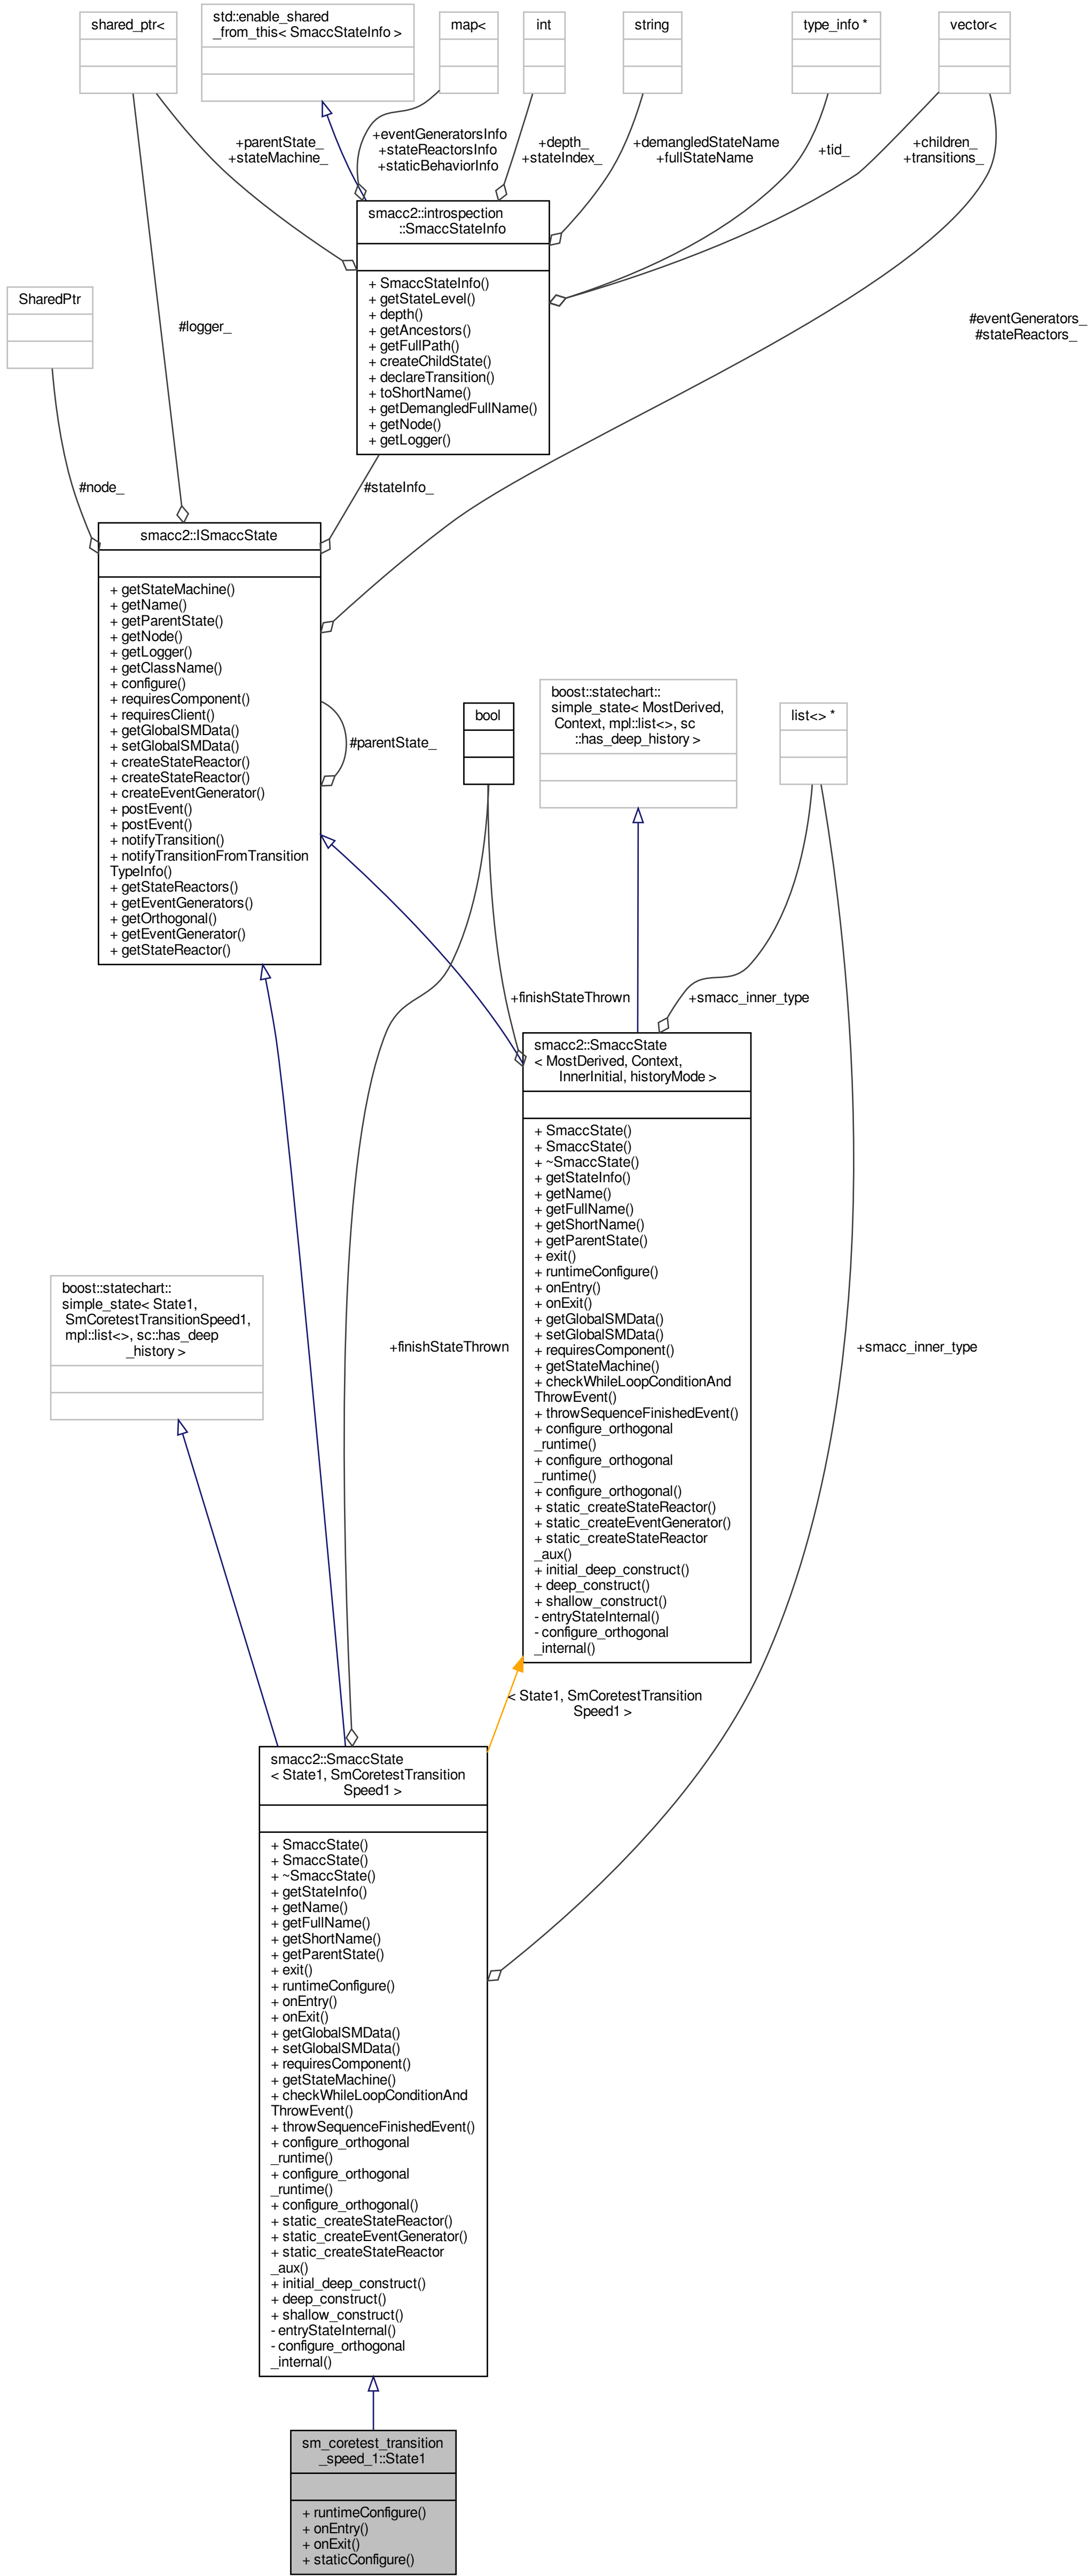 shared_ptr<
std::enable_shared
_from_this< SmaccStateInfo >
map<
int
string
type_info *
vector<
+parentState_
+stateMachine_
+eventGeneratorsInfo
+stateReactorsInfo
+staticBehaviorInfo
+depth_
+stateIndex_
+demangledStateName
+fullStateName
+tid_
+children_
+transitions_
smacc2::introspection
::SmaccStateInfo
+ SmaccStateInfo()
+ getStateLevel()
+ depth()
+ getAncestors()
+ getFullPath()
+ createChildState()
+ declareTransition()
+ toShortName()
+ getDemangledFullName()
+ getNode()
+ getLogger()
SharedPtr
#logger_
#eventGenerators_
#stateReactors_
#node_
#stateInfo_
smacc2::ISmaccState
+ getStateMachine()
+ getName()
+ getParentState()
+ getNode()
+ getLogger()
+ getClassName()
+ configure()
+ requiresComponent()
+ requiresClient()
+ getGlobalSMData()
+ setGlobalSMData()
+ createStateReactor()
+ createStateReactor()
+ createEventGenerator()
+ postEvent()
+ postEvent()
+ notifyTransition()
+ notifyTransitionFromTransition
TypeInfo()
+ getStateReactors()
+ getEventGenerators()
+ getOrthogonal()
+ getEventGenerator()
+ getStateReactor()
#parentState_
bool
boost::statechart::
simple_state< MostDerived,
Context, mpl::list<>, sc
::has_deep_history >
list<> *
+finishStateThrown
+smacc_inner_type
smacc2::SmaccState
< MostDerived, Context,
InnerInitial, historyMode >
+ SmaccState()
+ SmaccState()
+ ~SmaccState()
+ getStateInfo()
+ getName()
+ getFullName()
+ getShortName()
+ getParentState()
+ exit()
+ runtimeConfigure()
+ onEntry()
+ onExit()
+ getGlobalSMData()
+ setGlobalSMData()
+ requiresComponent()
+ getStateMachine()
+ checkWhileLoopConditionAnd
ThrowEvent()
+ throwSequenceFinishedEvent()
+ configure_orthogonal
_runtime()
+ configure_orthogonal
_runtime()
+ configure_orthogonal()
+ static_createStateReactor()
+ static_createEventGenerator()
+ static_createStateReactor
_aux()
+ initial_deep_construct()
+ deep_construct()
+ shallow_construct()
- entryStateInternal()
- configure_orthogonal
_internal()
boost::statechart::
simple_state< State1,
SmCoretestTransitionSpeed1,
mpl::list<>, sc::has_deep
_history >
+finishStateThrown
+smacc_inner_type
< State1, SmCoretestTransition
Speed1 >
smacc2::SmaccState
< State1, SmCoretestTransition
Speed1 >
+ SmaccState()
+ SmaccState()
+ ~SmaccState()
+ getStateInfo()
+ getName()
+ getFullName()
+ getShortName()
+ getParentState()
+ exit()
+ runtimeConfigure()
+ onEntry()
+ onExit()
+ getGlobalSMData()
+ setGlobalSMData()
+ requiresComponent()
+ getStateMachine()
+ checkWhileLoopConditionAnd
ThrowEvent()
+ throwSequenceFinishedEvent()
+ configure_orthogonal
_runtime()
+ configure_orthogonal
_runtime()
+ configure_orthogonal()
+ static_createStateReactor()
+ static_createEventGenerator()
+ static_createStateReactor
_aux()
+ initial_deep_construct()
+ deep_construct()
+ shallow_construct()
- entryStateInternal()
- configure_orthogonal
_internal()
sm_coretest_transition
_speed_1::State1
+ runtimeConfigure()
+ onEntry()
+ onExit()
+ staticConfigure()